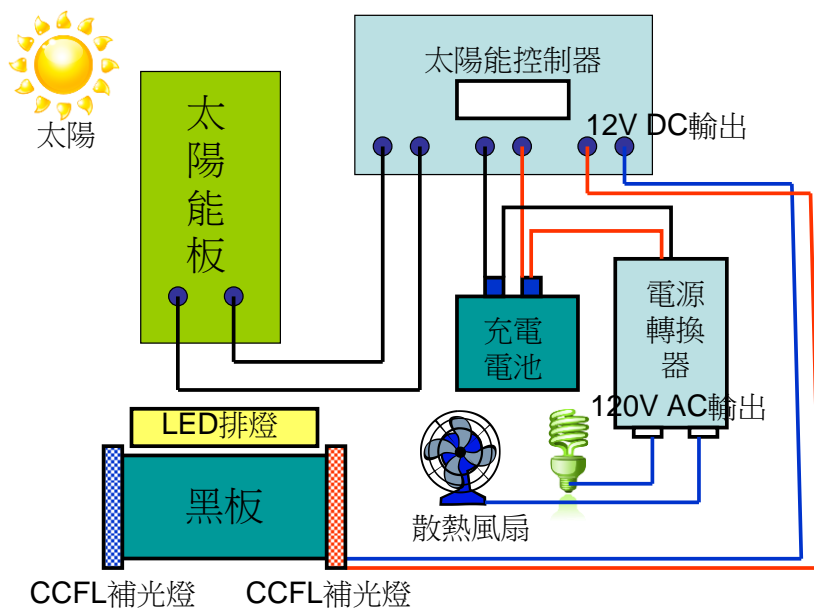 太陽
太陽能板
太陽能控制器
12V DC輸出
充電
電池
電源
轉換
器
120V AC輸出
LED排燈
黑板
散熱風扇
CCFL補光燈
CCFL補光燈